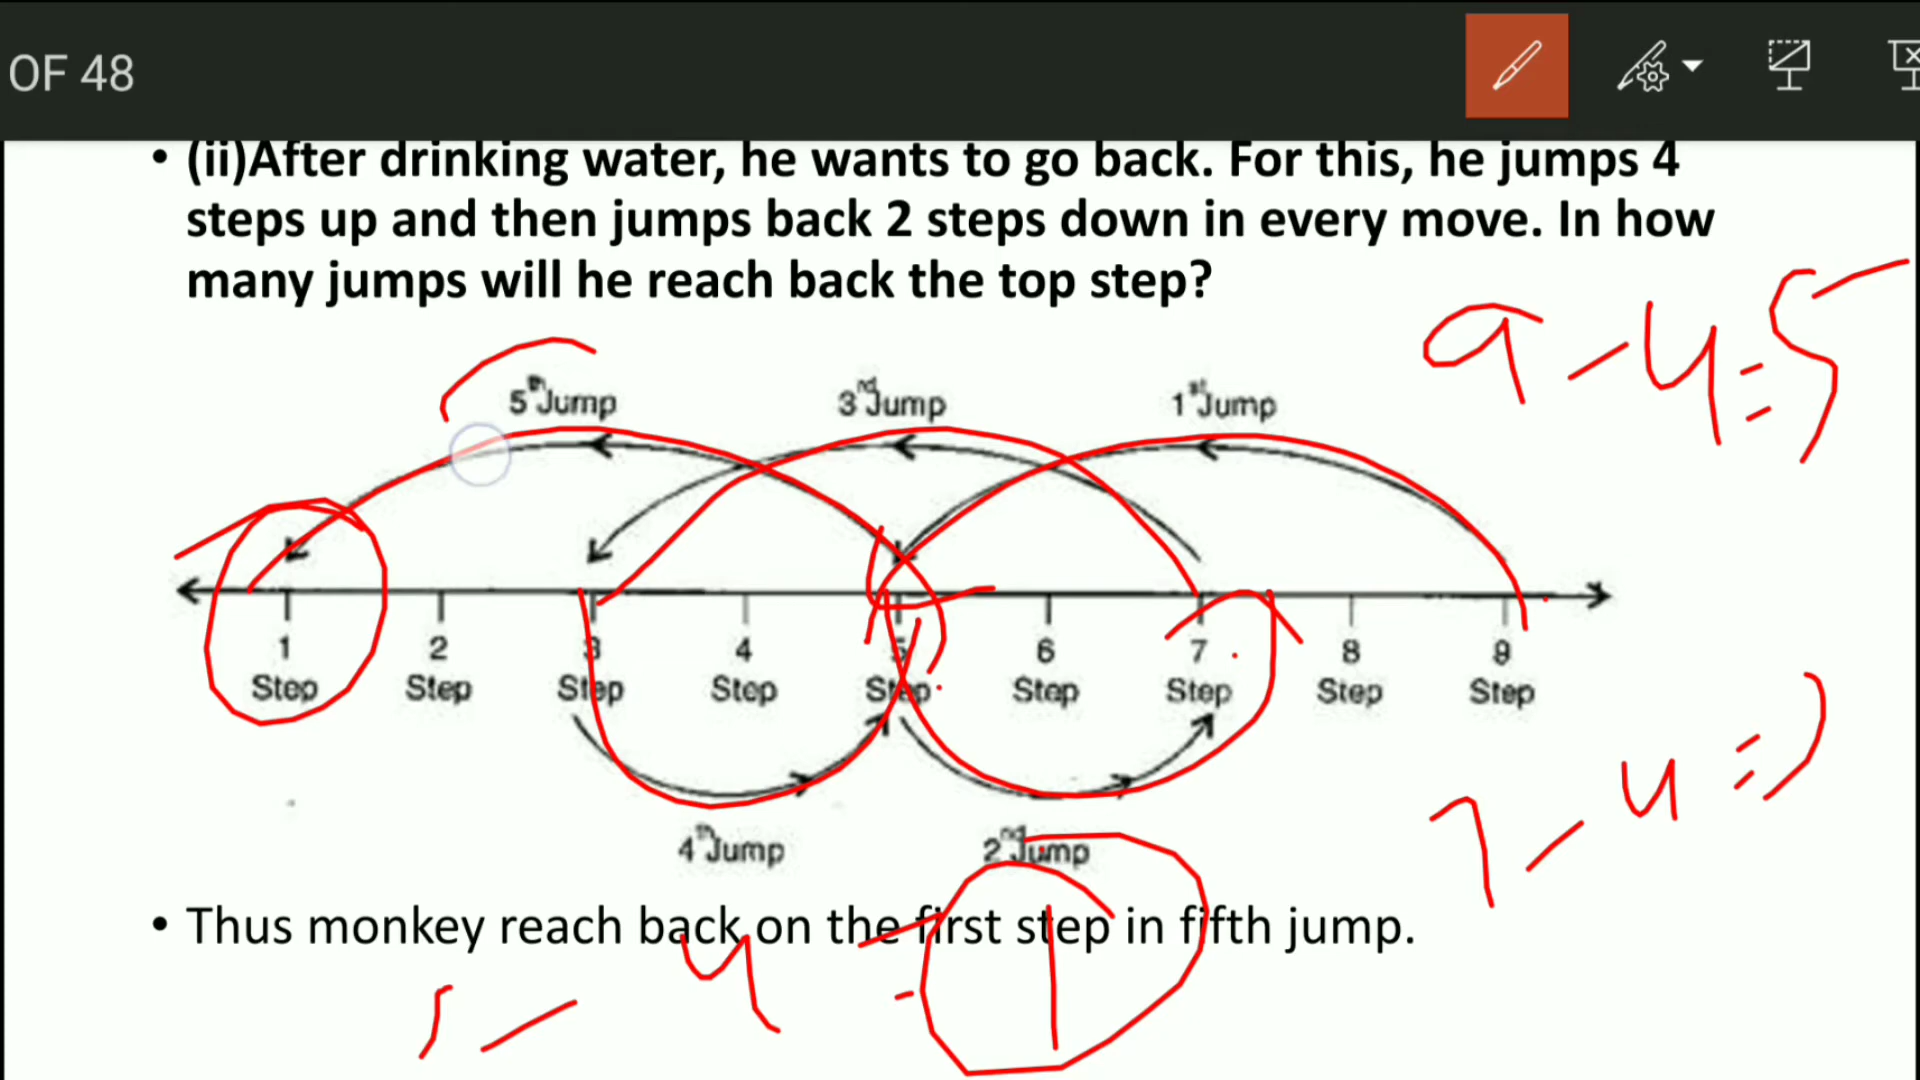 OF 48
• (ii)After drinking water, he wants to go back. For this, he jumps 4
steps up and then jumps back 2 steps down in every move. In how
many jumps will he reach back the top step?
9 - 4 = 5
5th Jump 3rd Jump 1st Jump
1 2 3 4 5 6 7 8 9
Step Step Step Step Step Step Step Step Step
7 - 4 =
4th Jump 2nd Jump
• Thus monkey reach back on the first step in fifth jump.
5 - 4 = 1